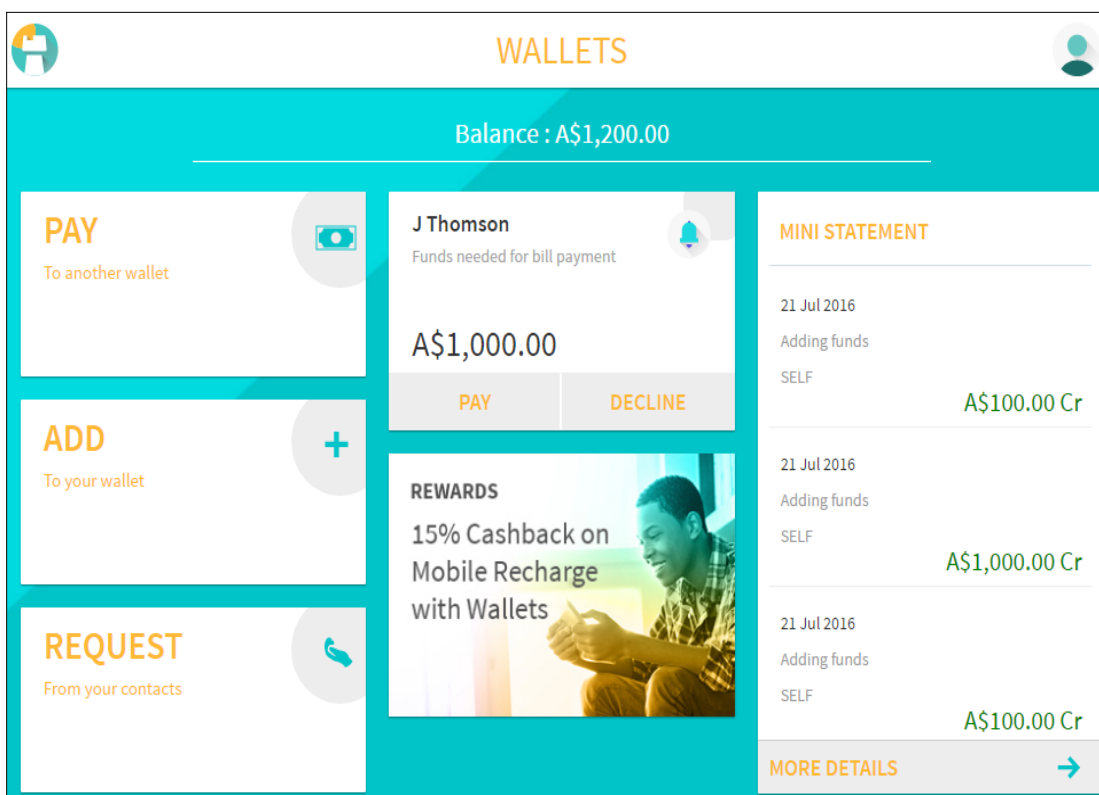 WALLETS
Balance : A$1,200.00
PAY
To another wallet
ADD
To your wallet
REQUEST
From your contacts
J Thomson
Funds needed for bill payment
A$1,000.00
PAY
DECLINE
REWARDS
15% Cashback on
Mobile Recharge
with Wallets
MINI STATEMENT
21 Jul 2016
Adding funds
SELF
A$100.00 Cr
21 Jul 2016
Adding funds
SELF
A$1,000.00 Cr
21 Jul 2016
Adding funds
SELF
A$100.00 Cr
MORE DETAILS